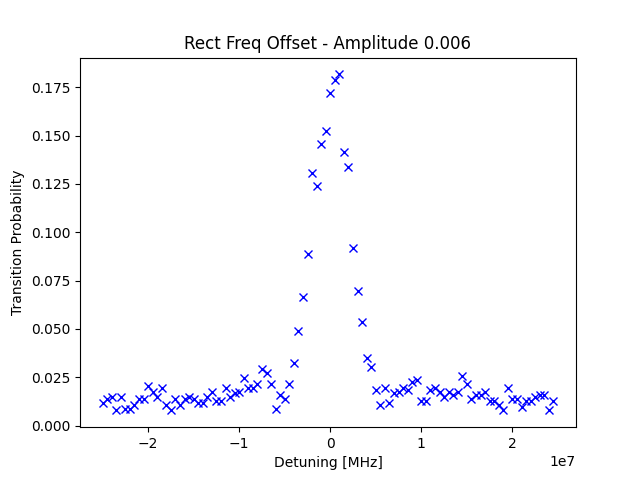 Rect Freq Offset - Amplitude 0.006
Transition Probability
0.175
0.150
0.125
0.100
0.075
0.050
0.025
0.000
−2 −1 0 1 2
1e7
Detuning [MHz]